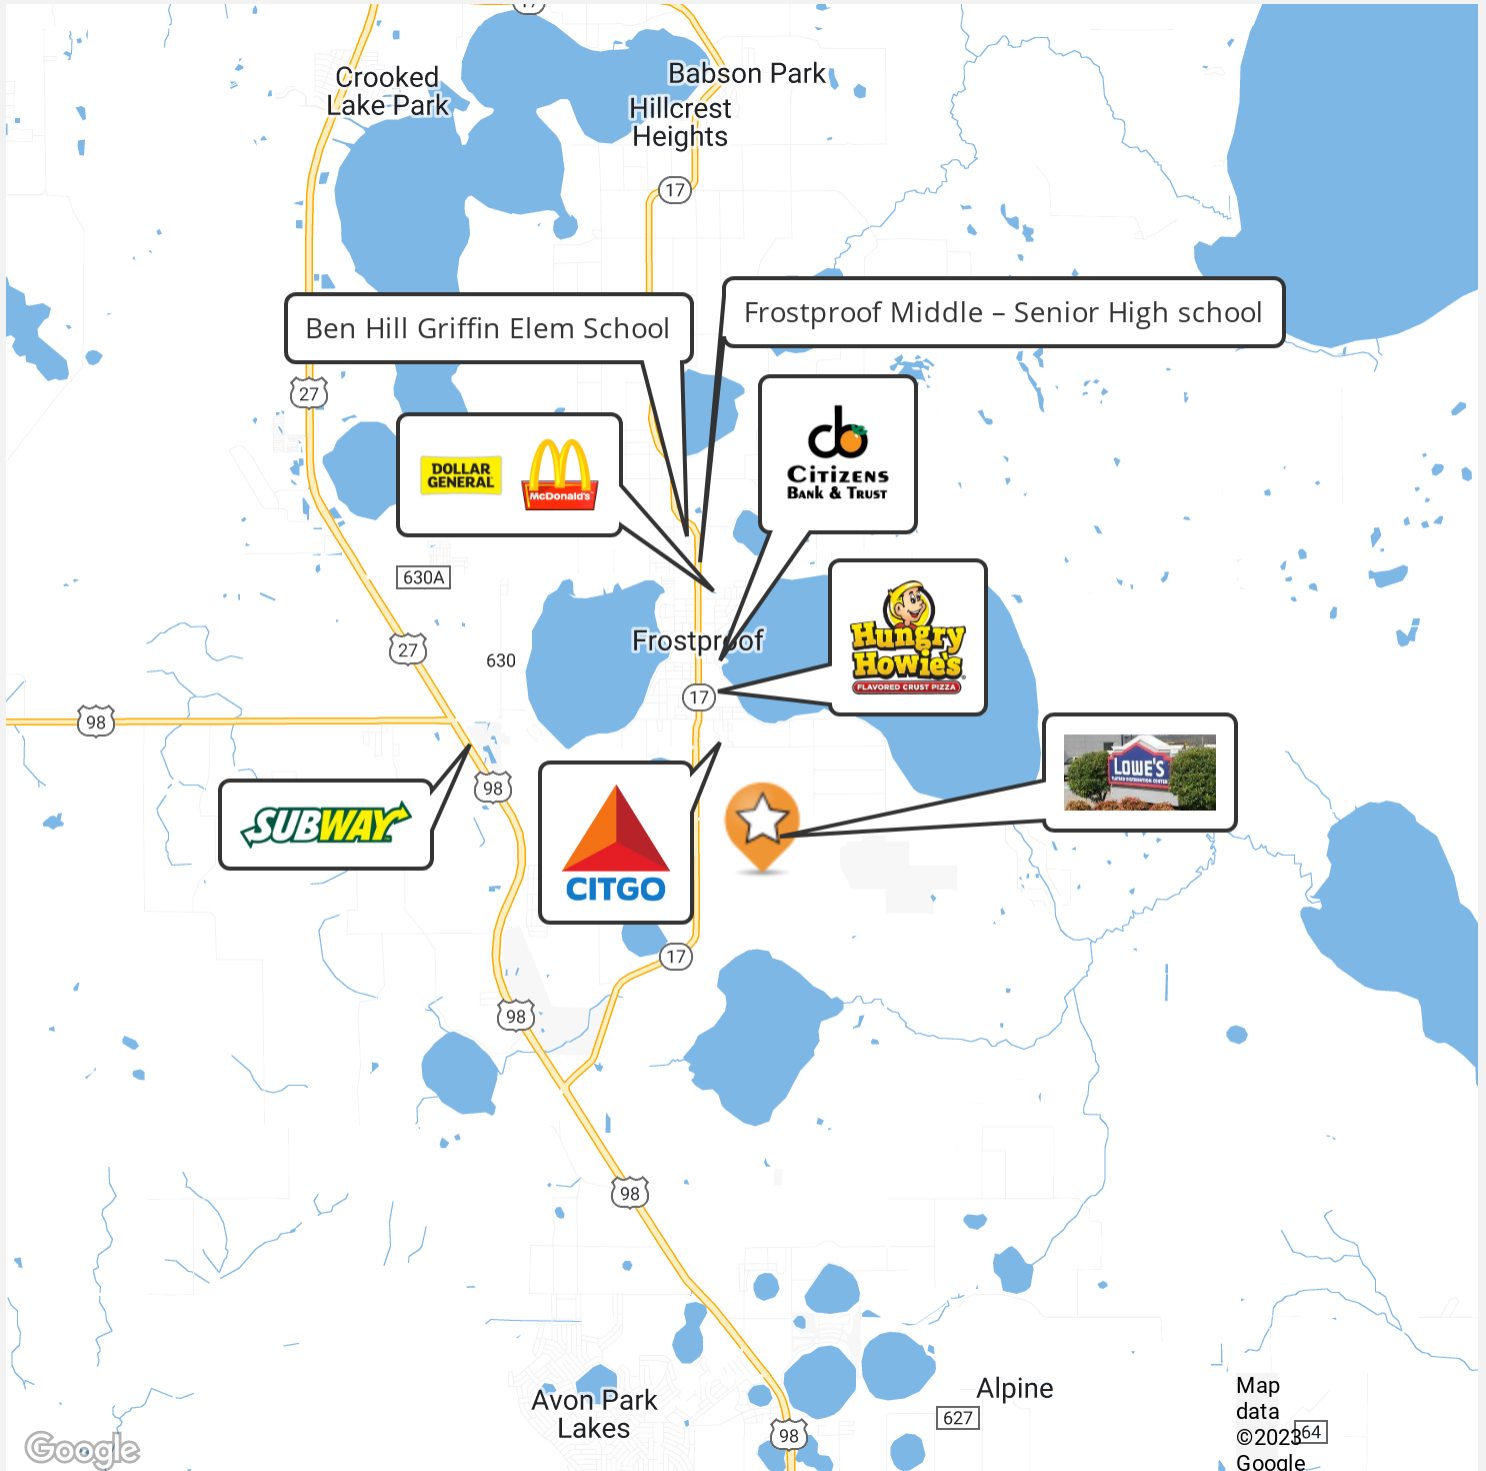 17
Crooked
Lake Park
Babson Park
Hillcrest
Heights
17
Ben Hill Griffin Elem School
Frostproof Middle – Senior High school
27
DOLLAR
GENERAL
McDonald's
cb
CITIZENS
BANK & TRUST
630A
Hungry
Howie's
FLAVORED CRUST PIZZA
Frostproof
27
630
17
98
LOWE'S
98
SUBWAY
CITGO
17
98
98
Avon Park
Lakes
Alpine
627
98
64
Map
data
©2023
Google
Google